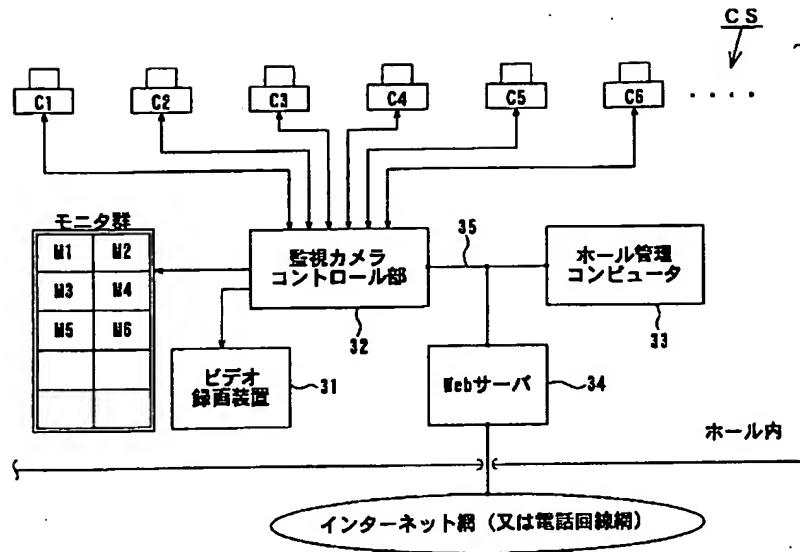 CS
C1 C2 C3 C4 C5 C6 ････
モニタ群
M1 M2
M3 M4
M5 M6
監視カメラ
コントロール部
32
35
ホール管理
コンピュータ
33
ビデオ
録画装置
31
Webサーバ
34
ホール内
インターネット網（又は電話回線網）